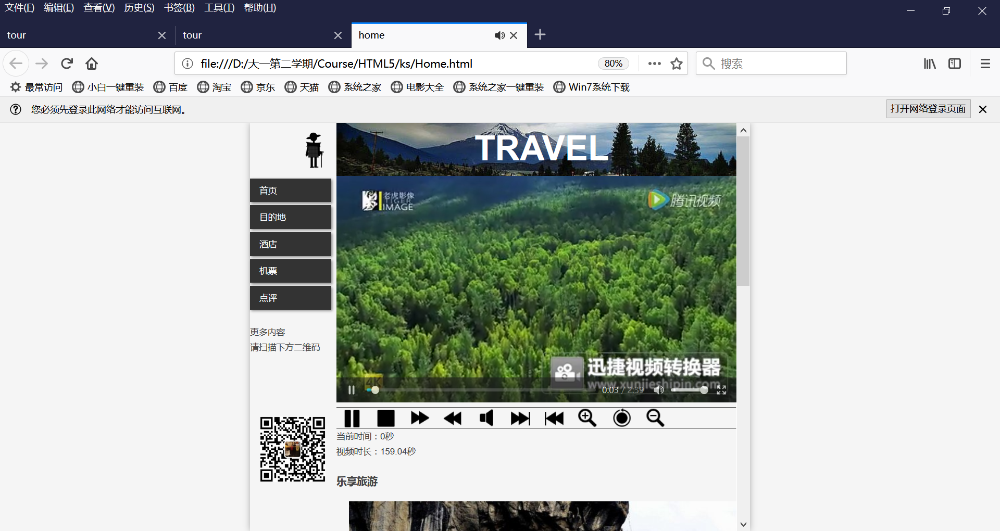 文件(F) 编辑(E) 查看(V) 历史(S) 书签(B) 工具(T) 帮助(H)
tour
tour
home
file:///D:/大一第二学期/Course/HTML5/ks/Home.html
80%
搜索
最常访问 小白一键重装 百度 淘宝 京东 天猫 系统之家 电影大全 系统之家一键重装 Win7系统下载
您必须先登录此网络才能访问互联网。
打开网络登录页面
TRAVEL
首页
目的地
酒店
机票
点评
更多内容
请扫描下方二维码
老虎影像
TIGER
IMAGE
腾讯视频
迅捷视频转换器
www.xunjieshipin.com
4K
0:03 / 2:39
当前时间：0秒
视频时长：159.04秒
乐享旅游